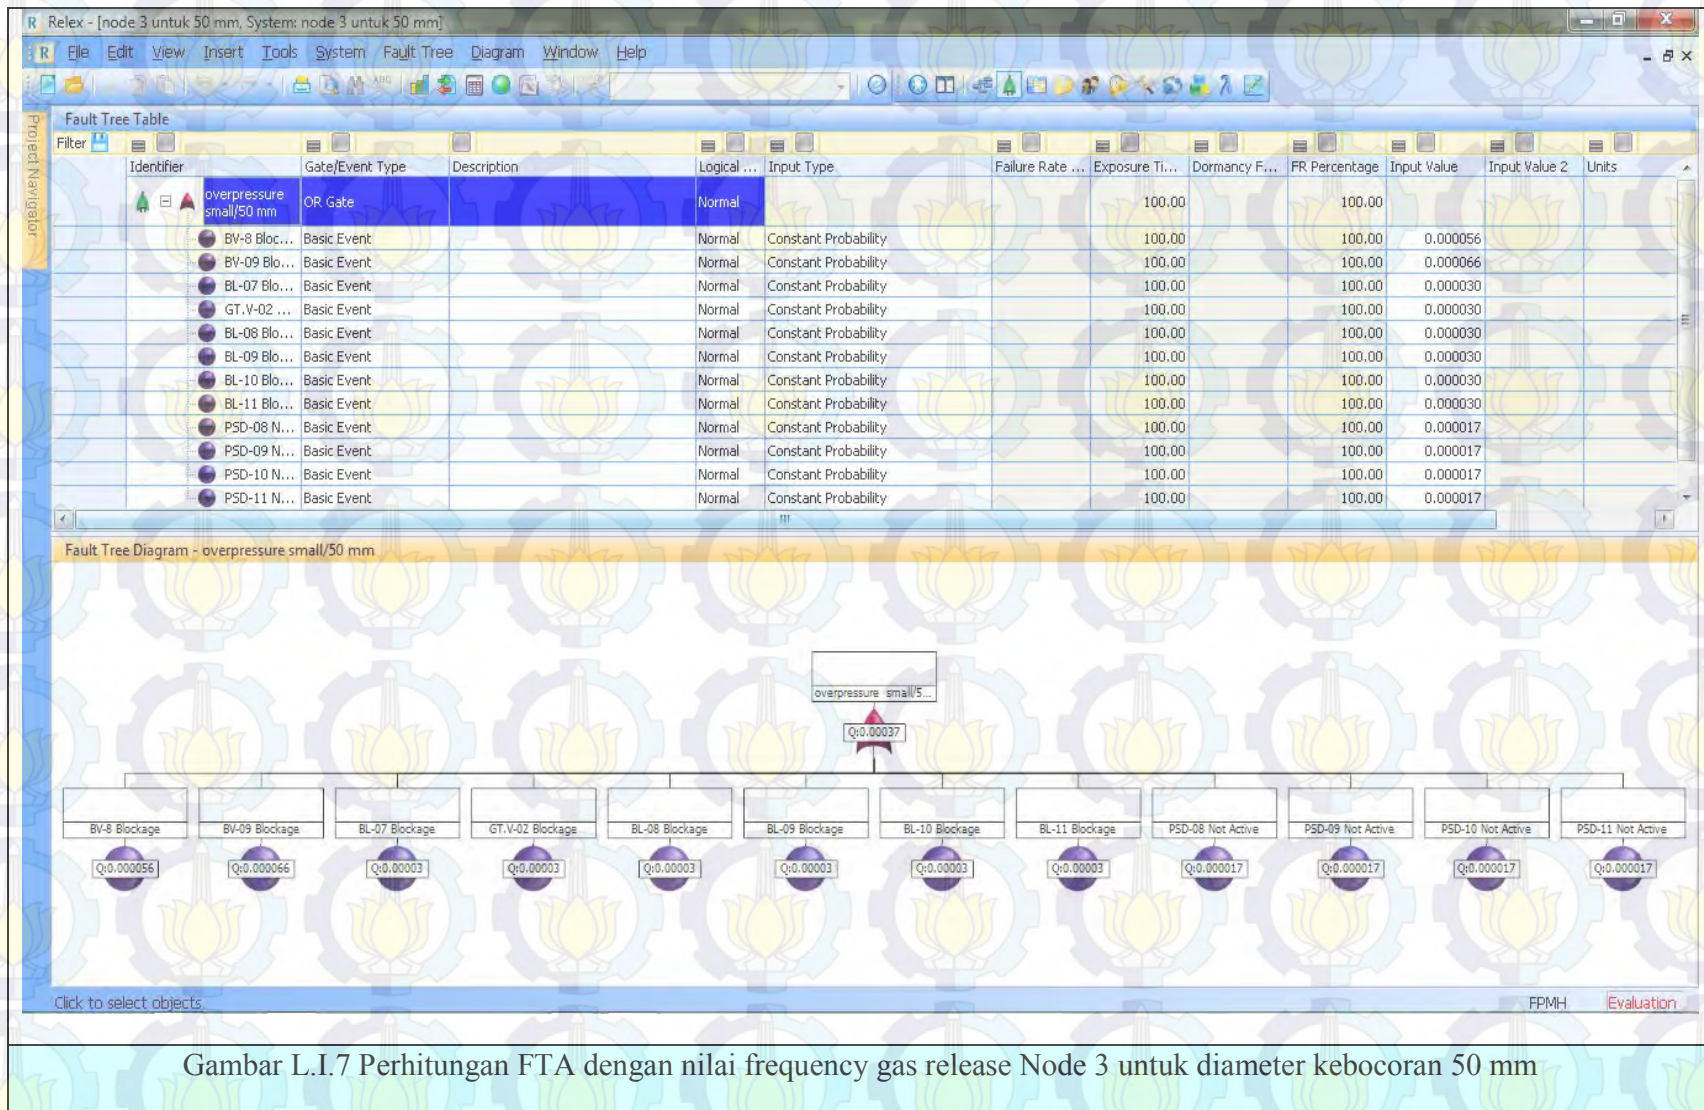 Relex - [node 3 untuk 50 mm, System: node 3 untuk 50 mm]
File Edit View Insert Tools System Fault Tree Diagram Window Help
Project Navigator
Fault Tree Table
Filter
Identifier Gate/Event Type Description Logical ... Input Type Failure Rate ... Exposure Ti... Dormancy F... FR Percentage Input Value Input Value 2 Units
overpressure small/50 mm OR Gate Normal 100.00 100.00
BV-8 Bloc... Basic Event Normal Constant Probability 100.00 100.00 0.000056
BV-09 Blo... Basic Event Normal Constant Probability 100.00 100.00 0.000066
BL-07 Blo... Basic Event Normal Constant Probability 100.00 100.00 0.000030
GT.V-02 ... Basic Event Normal Constant Probability 100.00 100.00 0.000030
BL-08 Blo... Basic Event Normal Constant Probability 100.00 100.00 0.000030
BL-09 Blo... Basic Event Normal Constant Probability 100.00 100.00 0.000030
BL-10 Blo... Basic Event Normal Constant Probability 100.00 100.00 0.000030
BL-11 Blo... Basic Event Normal Constant Probability 100.00 100.00 0.000030
PSD-08 N... Basic Event Normal Constant Probability 100.00 100.00 0.000017
PSD-09 N... Basic Event Normal Constant Probability 100.00 100.00 0.000017
PSD-10 N... Basic Event Normal Constant Probability 100.00 100.00 0.000017
PSD-11 N... Basic Event Normal Constant Probability 100.00 100.00 0.000017
Fault Tree Diagram - overpressure small/50 mm
overpressure small/5...
Q:0.00037
BV-8 Blockage BV-09 Blockage BL-07 Blockage GT.V-02 Blockage BL-08 Blockage BL-09 Blockage BL-10 Blockage BL-11 Blockage PSD-08 Not Active PSD-09 Not Active PSD-10 Not Active PSD-11 Not Active
Q:0.000056 Q:0.000066 Q:0.00003 Q:0.00003 Q:0.00003 Q:0.00003 Q:0.00003 Q:0.00003 Q:0.000017 Q:0.000017 Q:0.000017 Q:0.000017
Click to select objects. FPMH Evaluation
Gambar L.I.7 Perhitungan FTA dengan nilai frequency gas release Node 3 untuk diameter kebocoran 50 mm